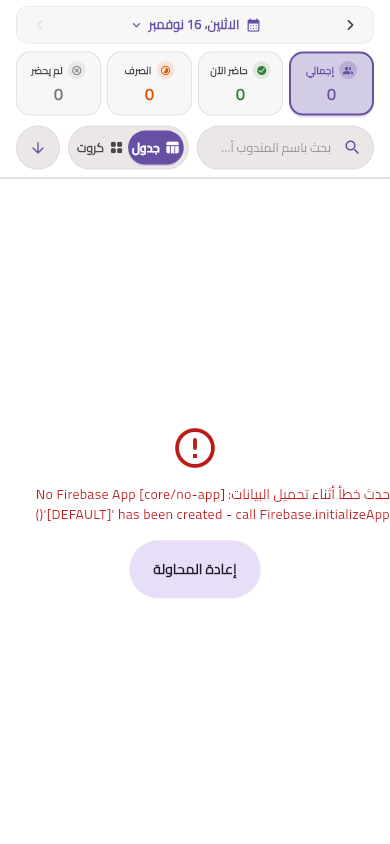 الاثنين، 16 نوفمبر
إجمالي
0
حاضر الآن
0
انصرف
0
لم يحضر
0
بحث باسم المندوب أ...
جدول
كروت
حدث خطأ أثناء تحميل البيانات: [core/no-app] No Firebase App
'[DEFAULT]' has been created - call Firebase.initializeApp()
إعادة المحاولة